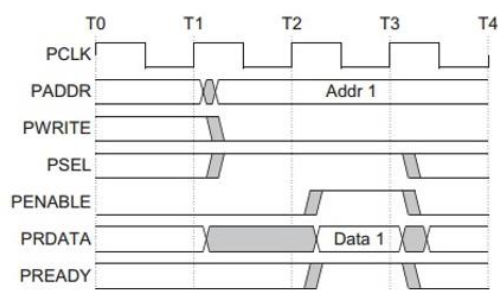 T0 T1 T2 T3 T4
PCLK
PADDR Addr 1
PWRITE
PSEL
PENABLE
PRDATA Data 1
PREADY